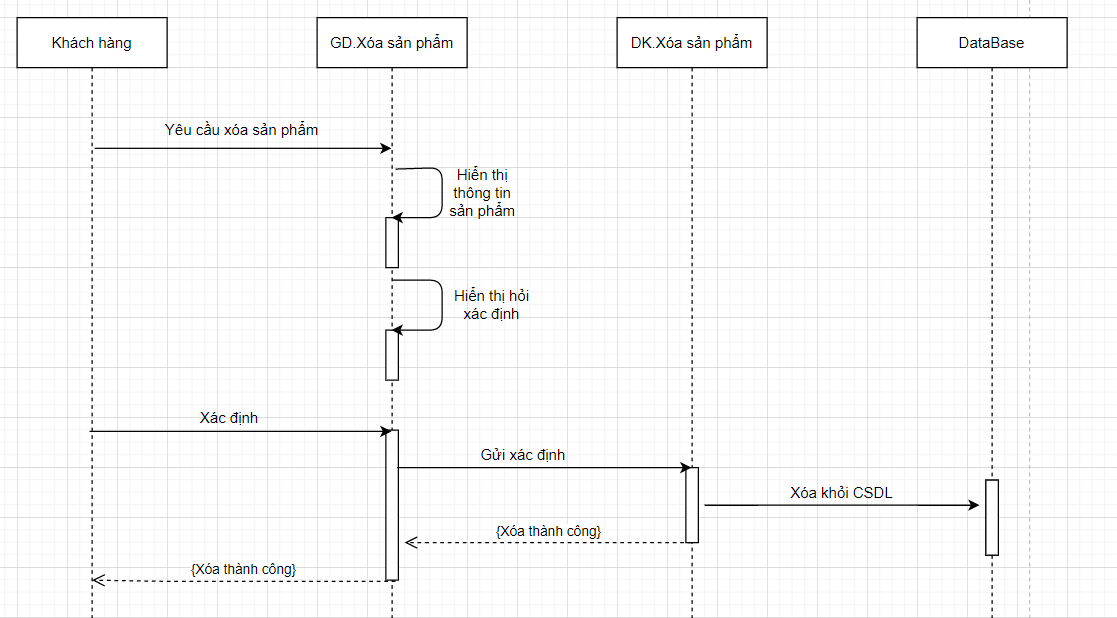 Khách hàng
GD.Xóa sản phẩm
DK.Xóa sản phẩm
DataBase
Yêu cầu xóa sản phẩm
Hiển thị
thông tin
sản phẩm
Hiển thị hỏi
xác định
Xác định
Gửi xác định
Xóa khỏi CSDL
{Xóa thành công}
{Xóa thành công}